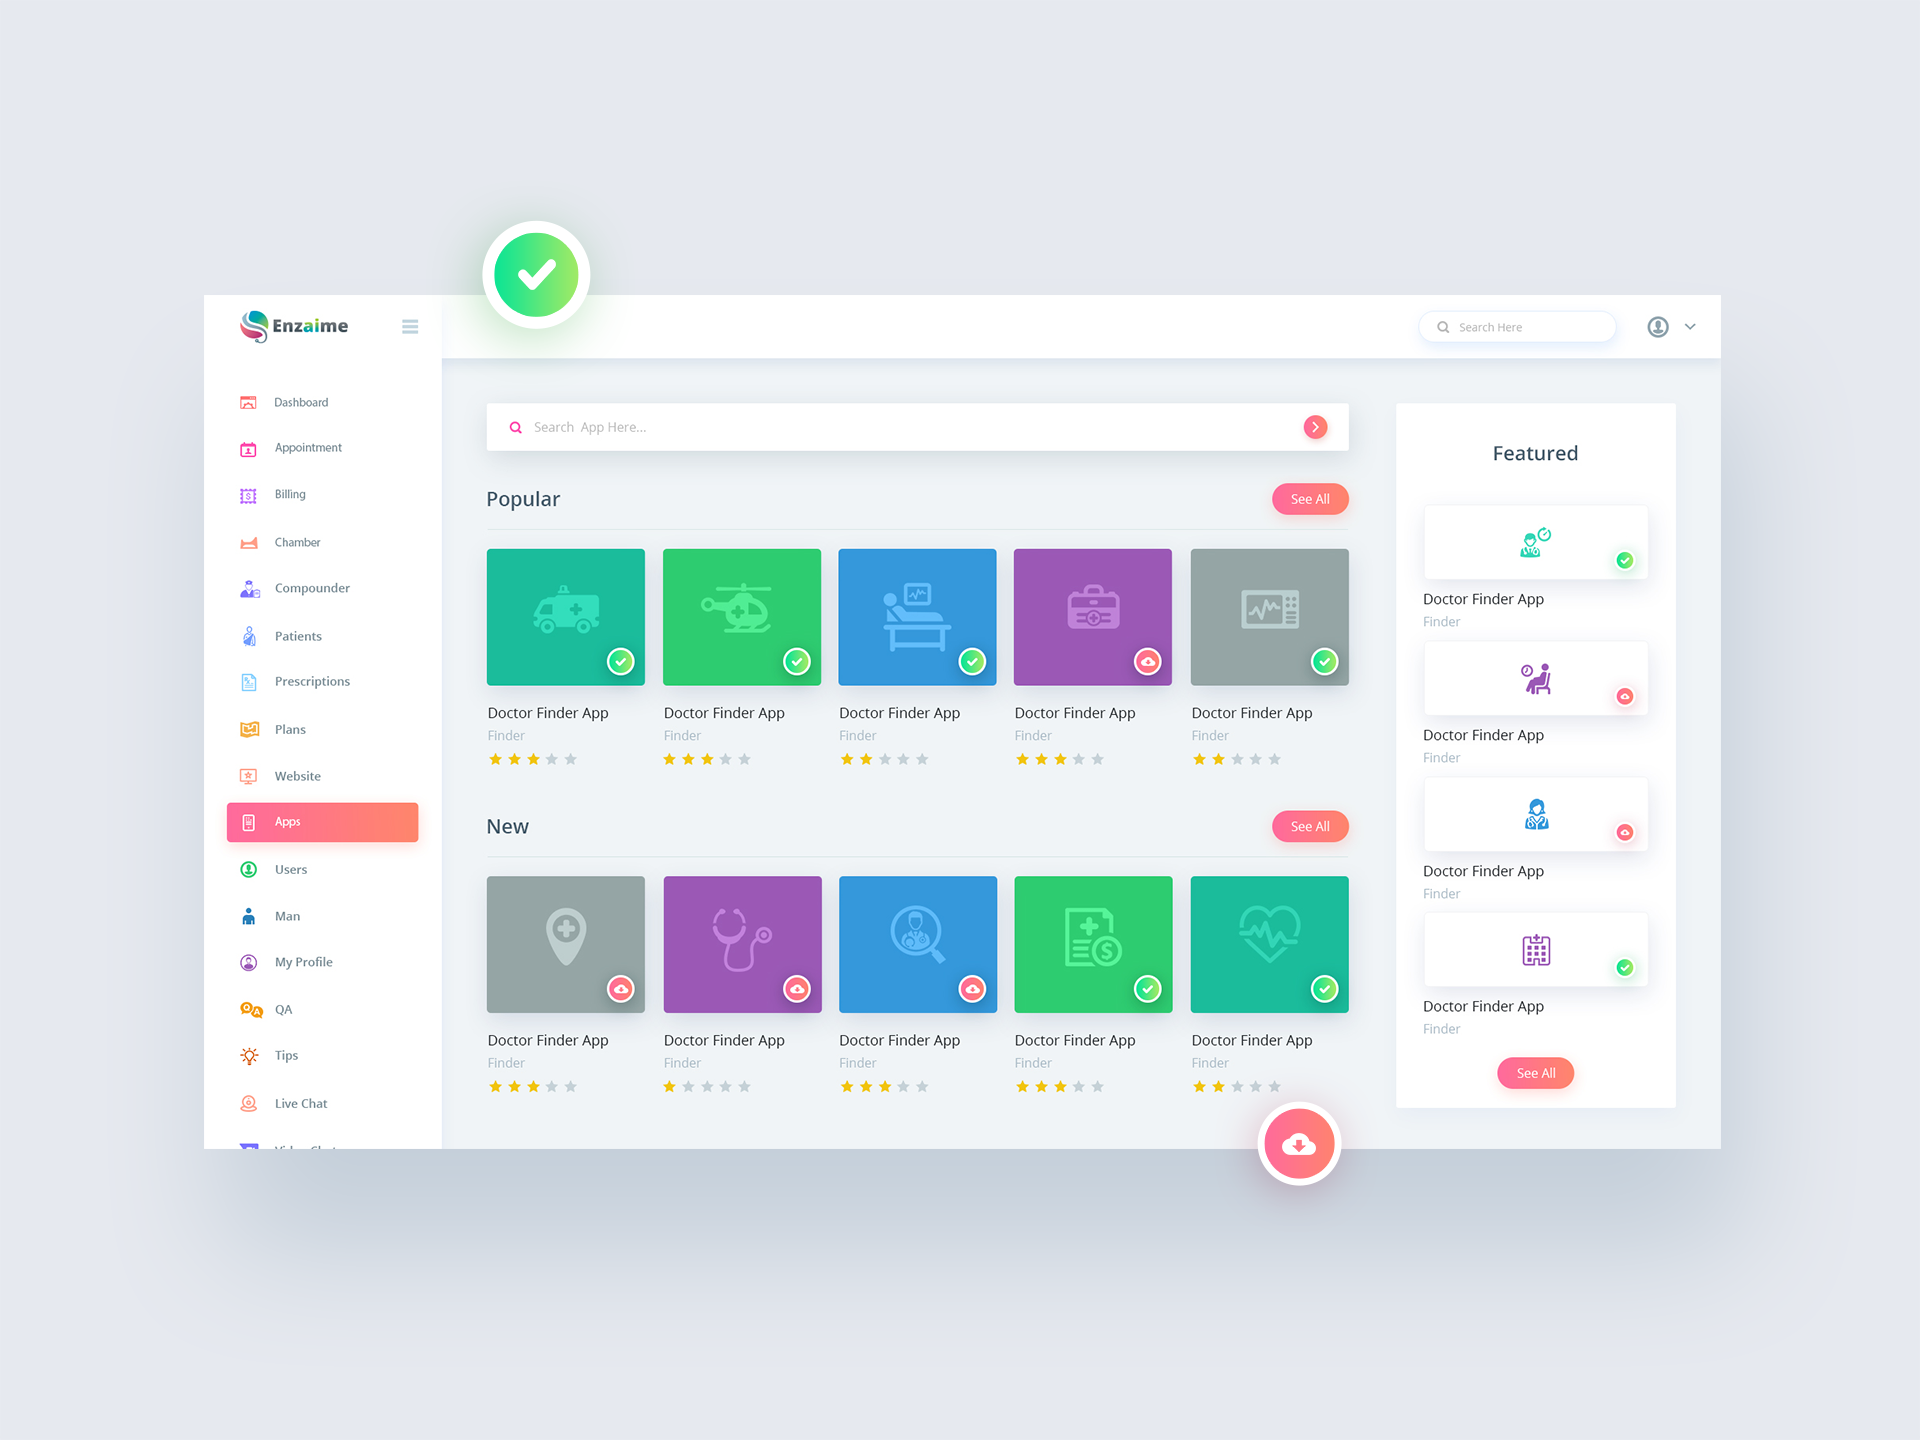 Enzaime
Search Here
Dashboard
Appointment
Billing
Chamber
Compounder
Patients
Prescriptions
Plans
Website
Apps
Users
Man
My Profile
QA
Tips
Live Chat
Search App Here...
Popular
See All
Doctor Finder App
Finder
Doctor Finder App
Finder
Doctor Finder App
Finder
Doctor Finder App
Finder
Doctor Finder App
Finder
New
See All
Doctor Finder App
Finder
Doctor Finder App
Finder
Doctor Finder App
Finder
Doctor Finder App
Finder
Doctor Finder App
Finder
Featured
Doctor Finder App
Finder
Doctor Finder App
Finder
Doctor Finder App
Finder
Doctor Finder App
Finder
See All